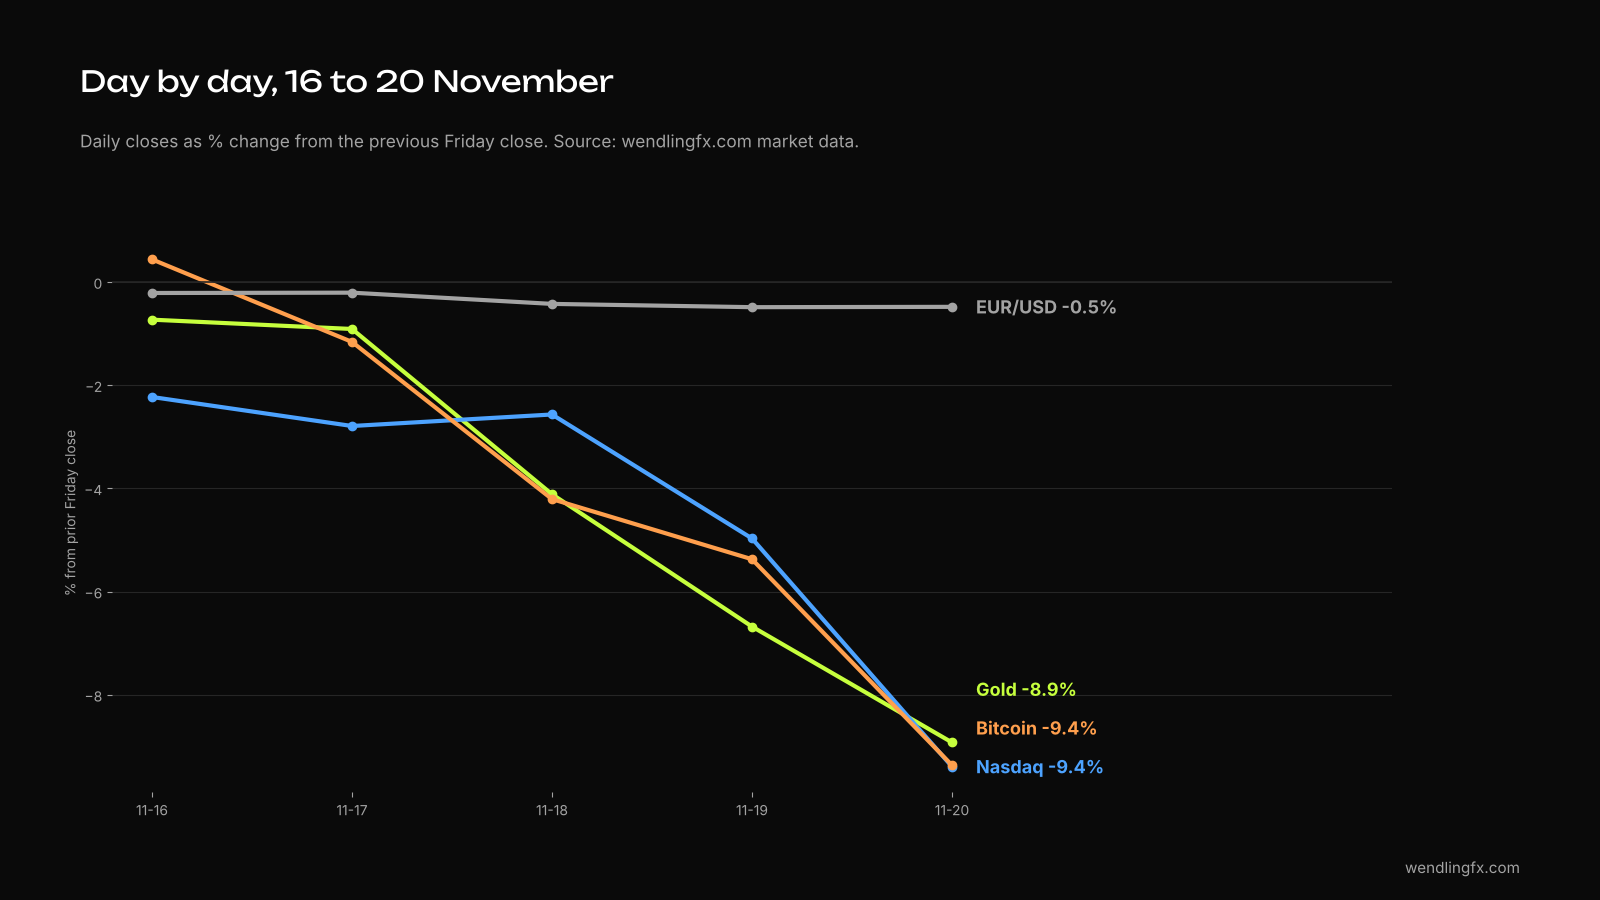 Day by day, 16 to 20 November
Daily closes as % change from the previous Friday close. Source: wendlingfx.com market data.
% from prior Friday close
0
−2
−4
−6
−8
EUR/USD -0.5%
Gold -8.9%
Bitcoin -9.4%
Nasdaq -9.4%
11-16
11-17
11-18
11-19
11-20
wendlingfx.com